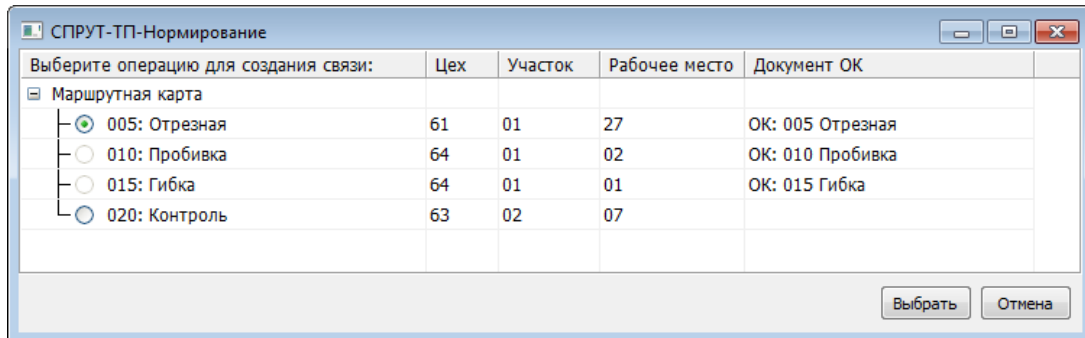 СПРУТ-ТП-Нормирование
Выберите операцию для создания связи: Цех Участок Рабочее место Документ ОК
Маршрутная карта
005: Отрезная 61 01 27 ОК: 005 Отрезная
010: Пробивка 64 01 02 ОК: 010 Пробивка
015: Гибка 64 01 01 ОК: 015 Гибка
020: Контроль 63 02 07
Выбрать Отмена